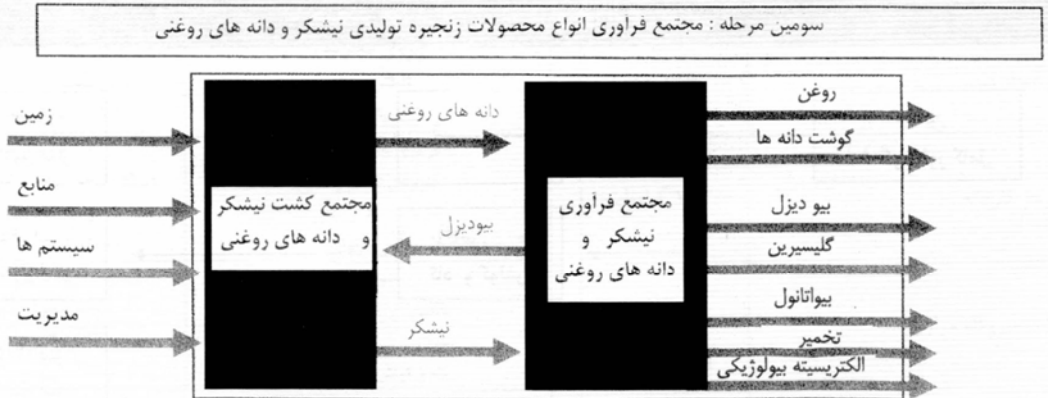 سومین مرحله : مجتمع فرآوری انواع محصولات زنجیره تولیدی نیشکر و دانه های روغنی
زمین
منابع
سیستم ها
مدیریت
مجتمع کشت نیشکر
و دانه های روغنی
دانه های روغنی
بیودیزل
نیشکر
مجتمع فرآوری
نیشکر و
دانه های روغنی
روغن
گوشت دانه ها
بیو دیزل
گلیسیرین
بیواتانول
تخمیر
الکتریسیته بیولوژیکی